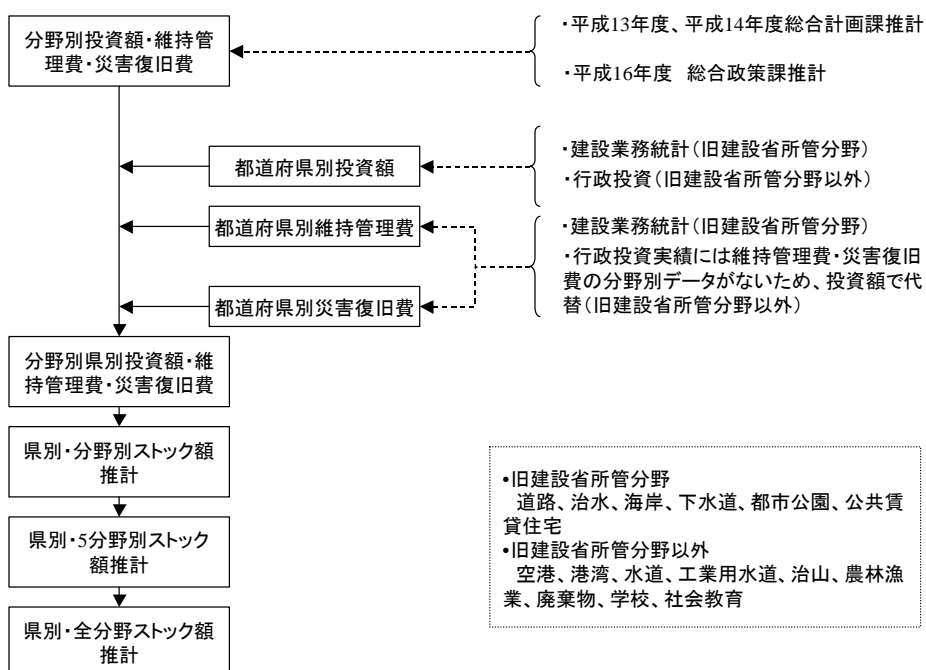 分野別投資額・維持管
理費・災害復旧費
・平成13年度、平成14年度総合計画課推計
・平成16年度 総合政策課推計
都道府県別投資額
・建設業務統計(旧建設省所管分野)
・行政投資(旧建設省所管分野以外)
都道府県別維持管理費
都道府県別災害復旧費
・建設業務統計(旧建設省所管分野)
・行政投資実績には維持管理費・災害復旧
費の分野別データがないため、投資額で代
替(旧建設省所管分野以外)
分野別県別投資額・維
持管理費・災害復旧費
県別・分野別ストック額
推計
県別・5分野別ストック
額推計
県別・全分野ストック額
推計
•旧建設省所管分野
道路、治水、海岸、下水道、都市公園、公共賃
貸住宅
•旧建設省所管分野以外
空港、港湾、水道、工業用水道、治山、農林漁
業、廃棄物、学校、社会教育